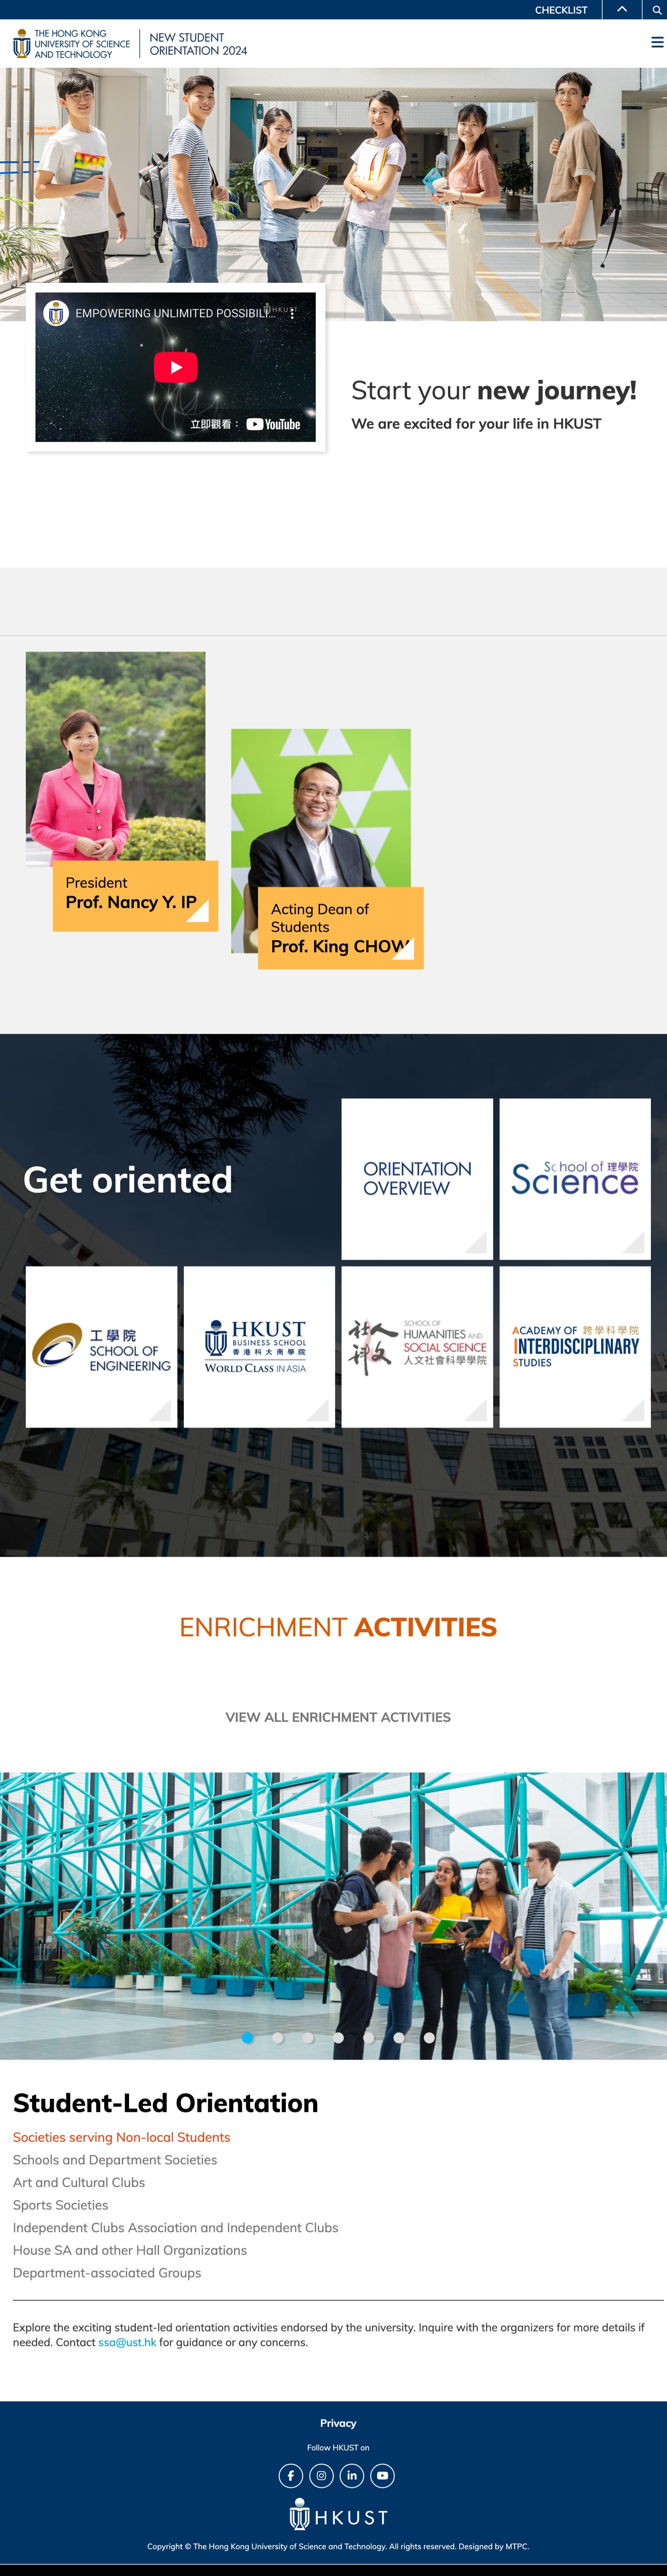 CHECKLIST
THE HONG KONG
UNIVERSITY OF SCIENCE
AND TECHNOLOGY
NEW STUDENT
ORIENTATION 2024
EMPOWERING UNLIMITED POSSIBILI...
HKUST
立即觀看：
YouTube
Start your new journey!
We are excited for your life in HKUST
President
Prof. Nancy Y. IP
Acting Dean of
Students
Prof. King CHOW
Get oriented
ORIENTATION
OVERVIEW
School of 理學院
Science
工學院
SCHOOL OF
ENGINEERING
HKUST
BUSINESS SCHOOL
香港科大商學院
WORLD CLASS IN ASIA
SCHOOL OF
HUMANITIES AND
SOCIAL SCIENCE
人文社會科學學院
ACADEMY OF 跨學科學院
INTERDISCIPLINARY
STUDIES
ENRICHMENT ACTIVITIES
VIEW ALL ENRICHMENT ACTIVITIES
Student-Led Orientation
Societies serving Non-local Students
Schools and Department Societies
Art and Cultural Clubs
Sports Societies
Independent Clubs Association and Independent Clubs
House SA and other Hall Organizations
Department-associated Groups
Explore the exciting student-led orientation activities endorsed by the university. Inquire with the organizers for more details if
needed. Contact ssa@ust.hk for guidance or any concerns.
Privacy
Follow HKUST on
HKUST
Copyright © The Hong Kong University of Science and Technology. All rights reserved. Designed by MTPC.